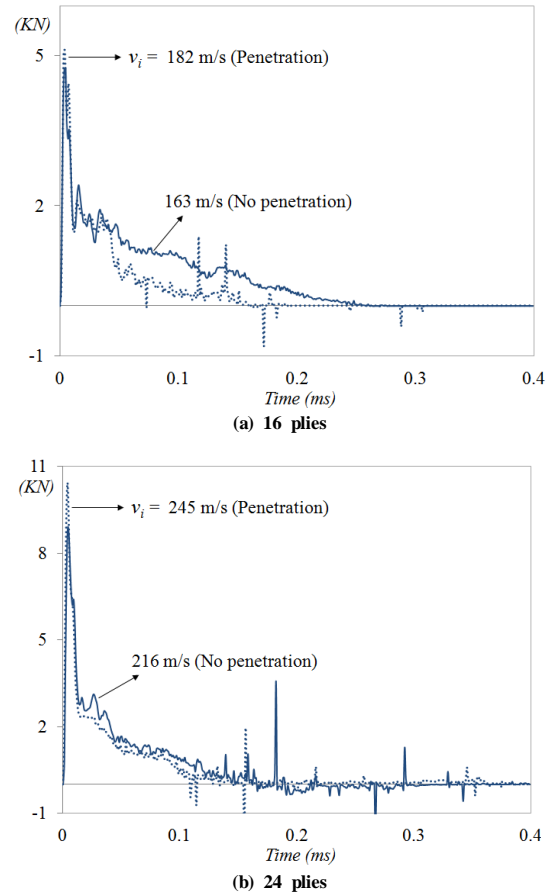 (KN)
5
v_i = 182 m/s (Penetration)
2
163 m/s (No penetration)
-1
0 0.1 0.2 0.3 0.4
Time (ms)
(a) 16 plies
11
(KN)
v_i = 245 m/s (Penetration)
8
5
216 m/s (No penetration)
2
-1
0 0.1 0.2 0.3 0.4
Time (ms)
(b) 24 plies